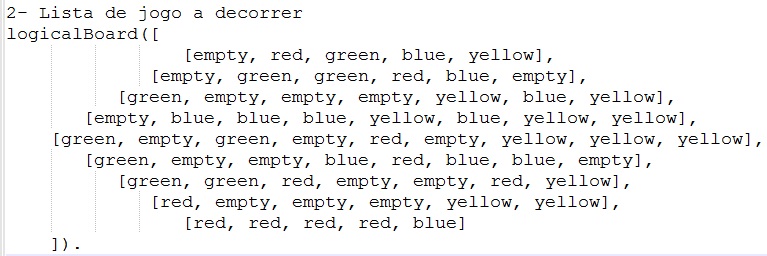 2- Lista de jogo a decorrer
logicalBoard([
[empty, red, green, blue, yellow],
[empty, green, green, red, blue, empty],
[green, empty, empty, empty, yellow, blue, yellow],
[empty, blue, blue, blue, yellow, blue, yellow, yellow],
[green, empty, green, empty, red, empty, yellow, yellow, yellow],
[green, empty, empty, blue, red, blue, blue, empty],
[green, green, red, empty, empty, red, yellow],
[red, empty, empty, empty, yellow, yellow],
[red, red, red, red, blue]
]).